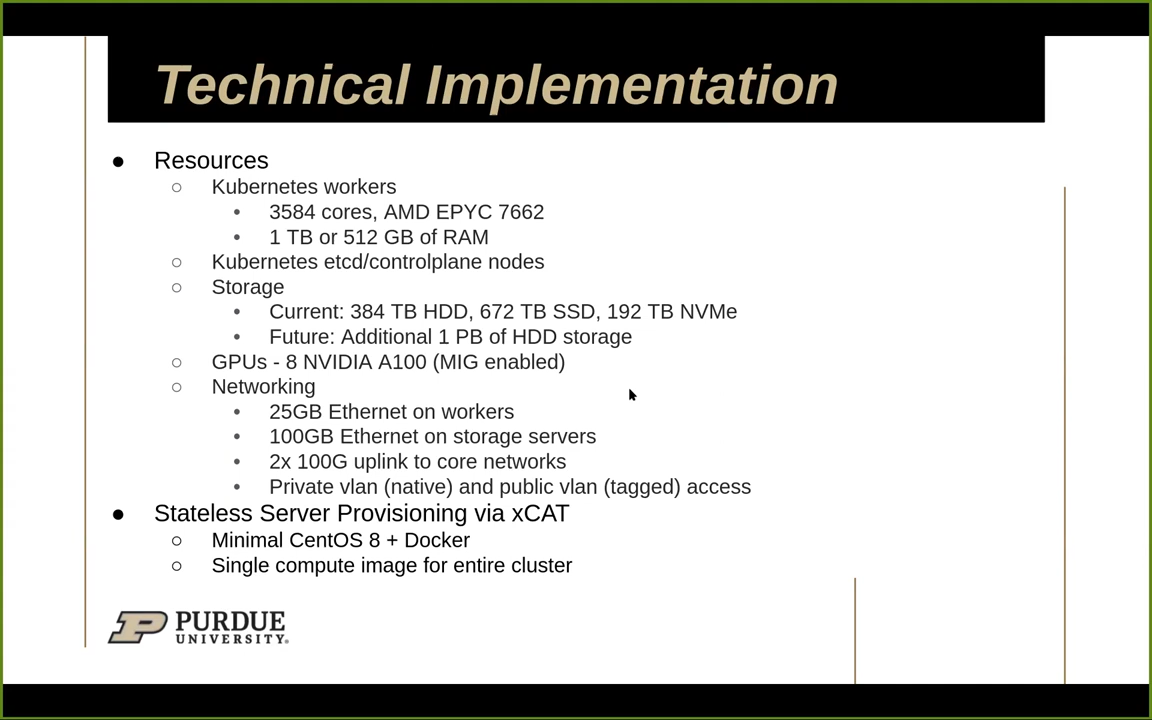 Technical Implementation
● Resources
○ Kubernetes workers
• 3584 cores, AMD EPYC 7662
• 1 TB or 512 GB of RAM
○ Kubernetes etcd/controlplane nodes
○ Storage
• Current: 384 TB HDD, 672 TB SSD, 192 TB NVMe
• Future: Additional 1 PB of HDD storage
○ GPUs - 8 NVIDIA A100 (MIG enabled)
○ Networking
• 25GB Ethernet on workers
• 100GB Ethernet on storage servers
• 2x 100G uplink to core networks
• Private vlan (native) and public vlan (tagged) access
● Stateless Server Provisioning via xCAT
○ Minimal CentOS 8 + Docker
○ Single compute image for entire cluster
P PURDUE
UNIVERSITY®